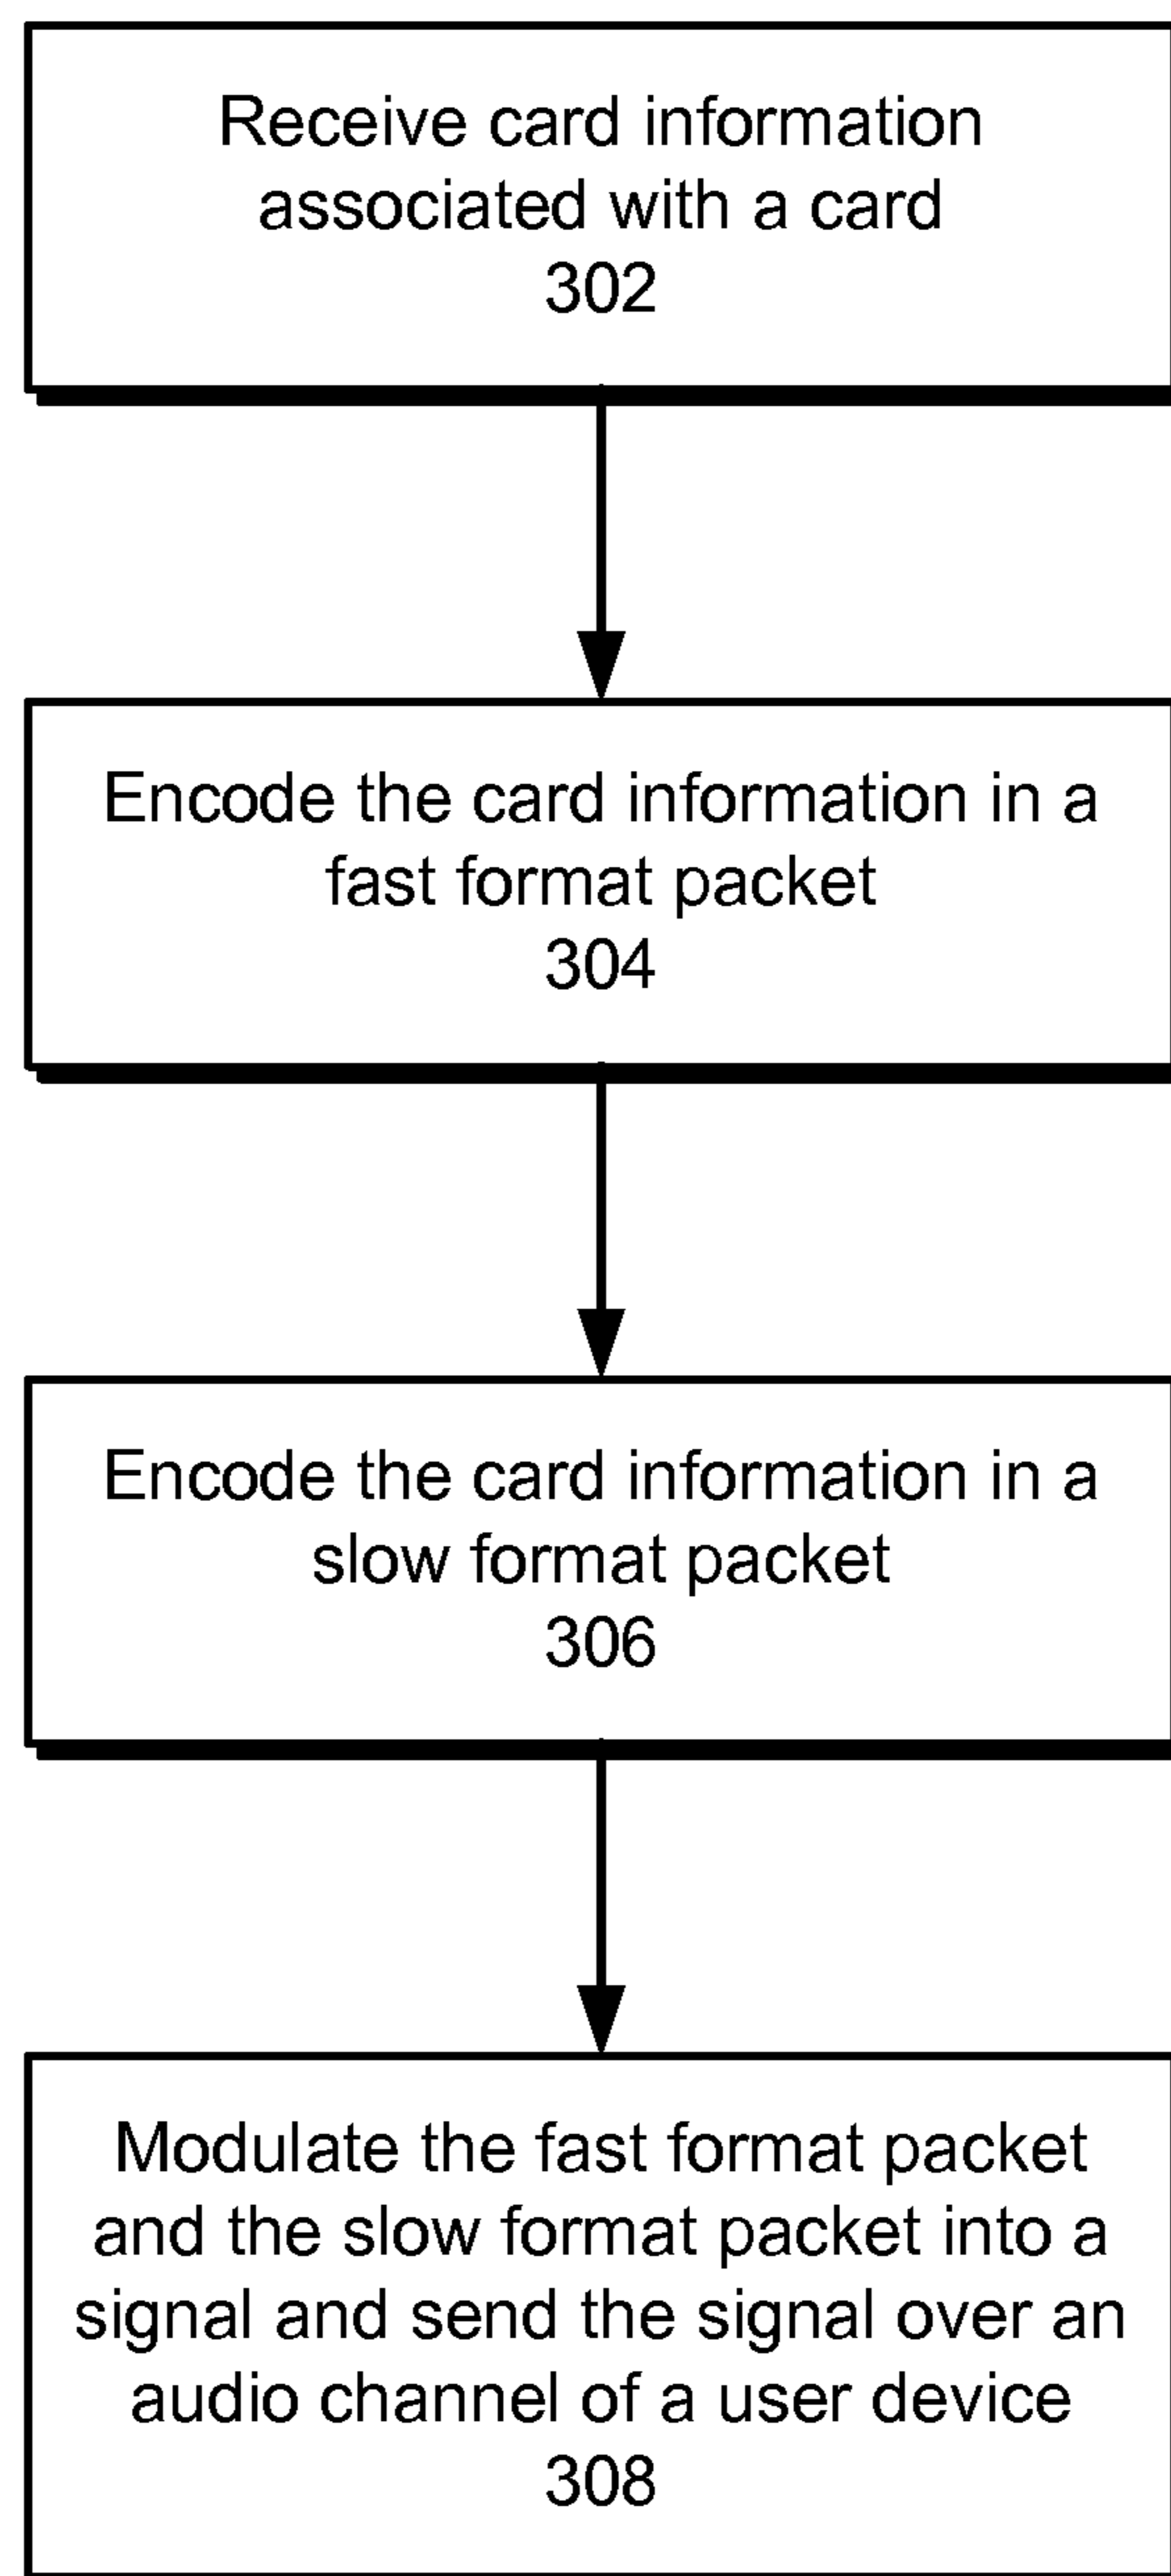 Receive card information
associated with a card
302
Encode the card information in a
fast format packet
304
Encode the card information in a
slow format packet
306
Modulate the fast format packet
and the slow format packet into a
signal and send the signal over an
audio channel of a user device
308